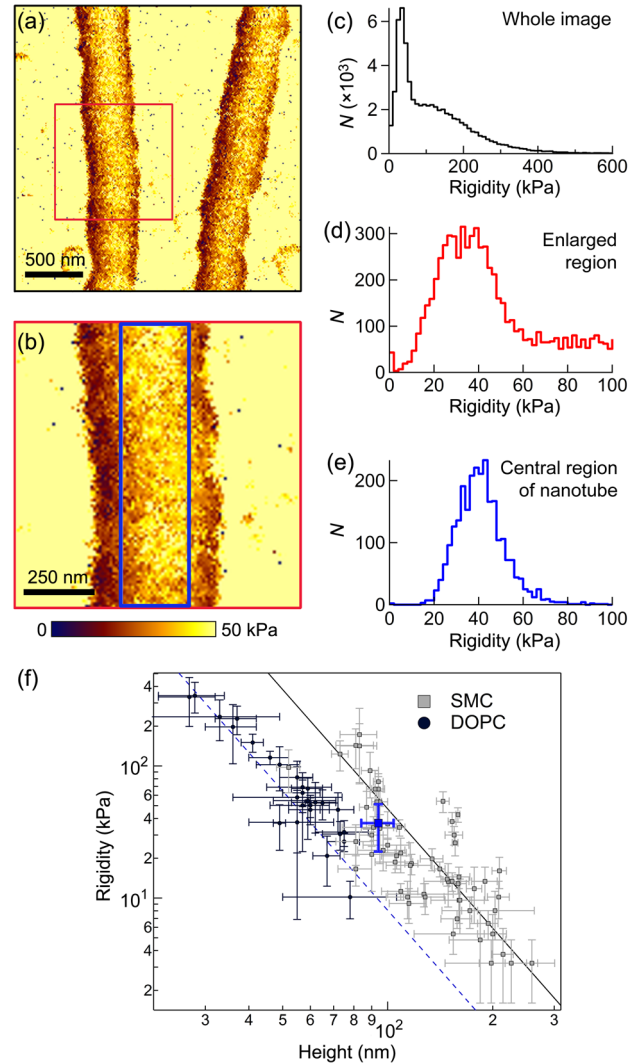 (a)
500 nm
(b)
250 nm
0
50 kPa
(c)
Whole image
6
4
2
0
N (×10³)
0
200
400
600
Rigidity (kPa)
(d)
Enlarged
region
300
200
100
0
N
0
20
40
60
80
100
Rigidity (kPa)
(e)
Central region
of nanotube
200
100
0
N
0
20
40
60
80
100
Rigidity (kPa)
(f)
SMC
DOPC
4
2
10²
6
4
2
10¹
6
4
2
Rigidity (kPa)
3
4
5
6
7
8
9
10²
2
3
Height (nm)